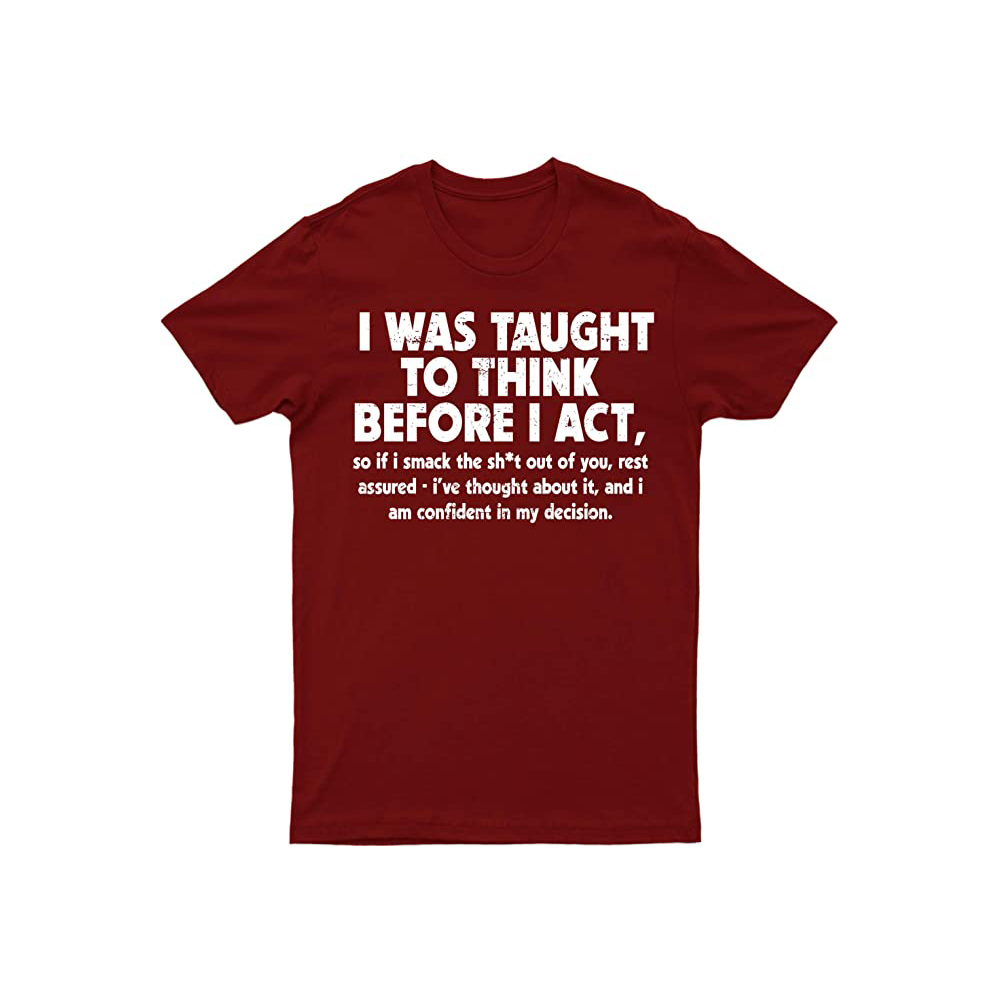 I WAS TAUGHT
TO THINK
BEFORE I ACT,
so if i smack the sh*t out of you, rest
assured - i've thought about it, and i
am confident in my decision.